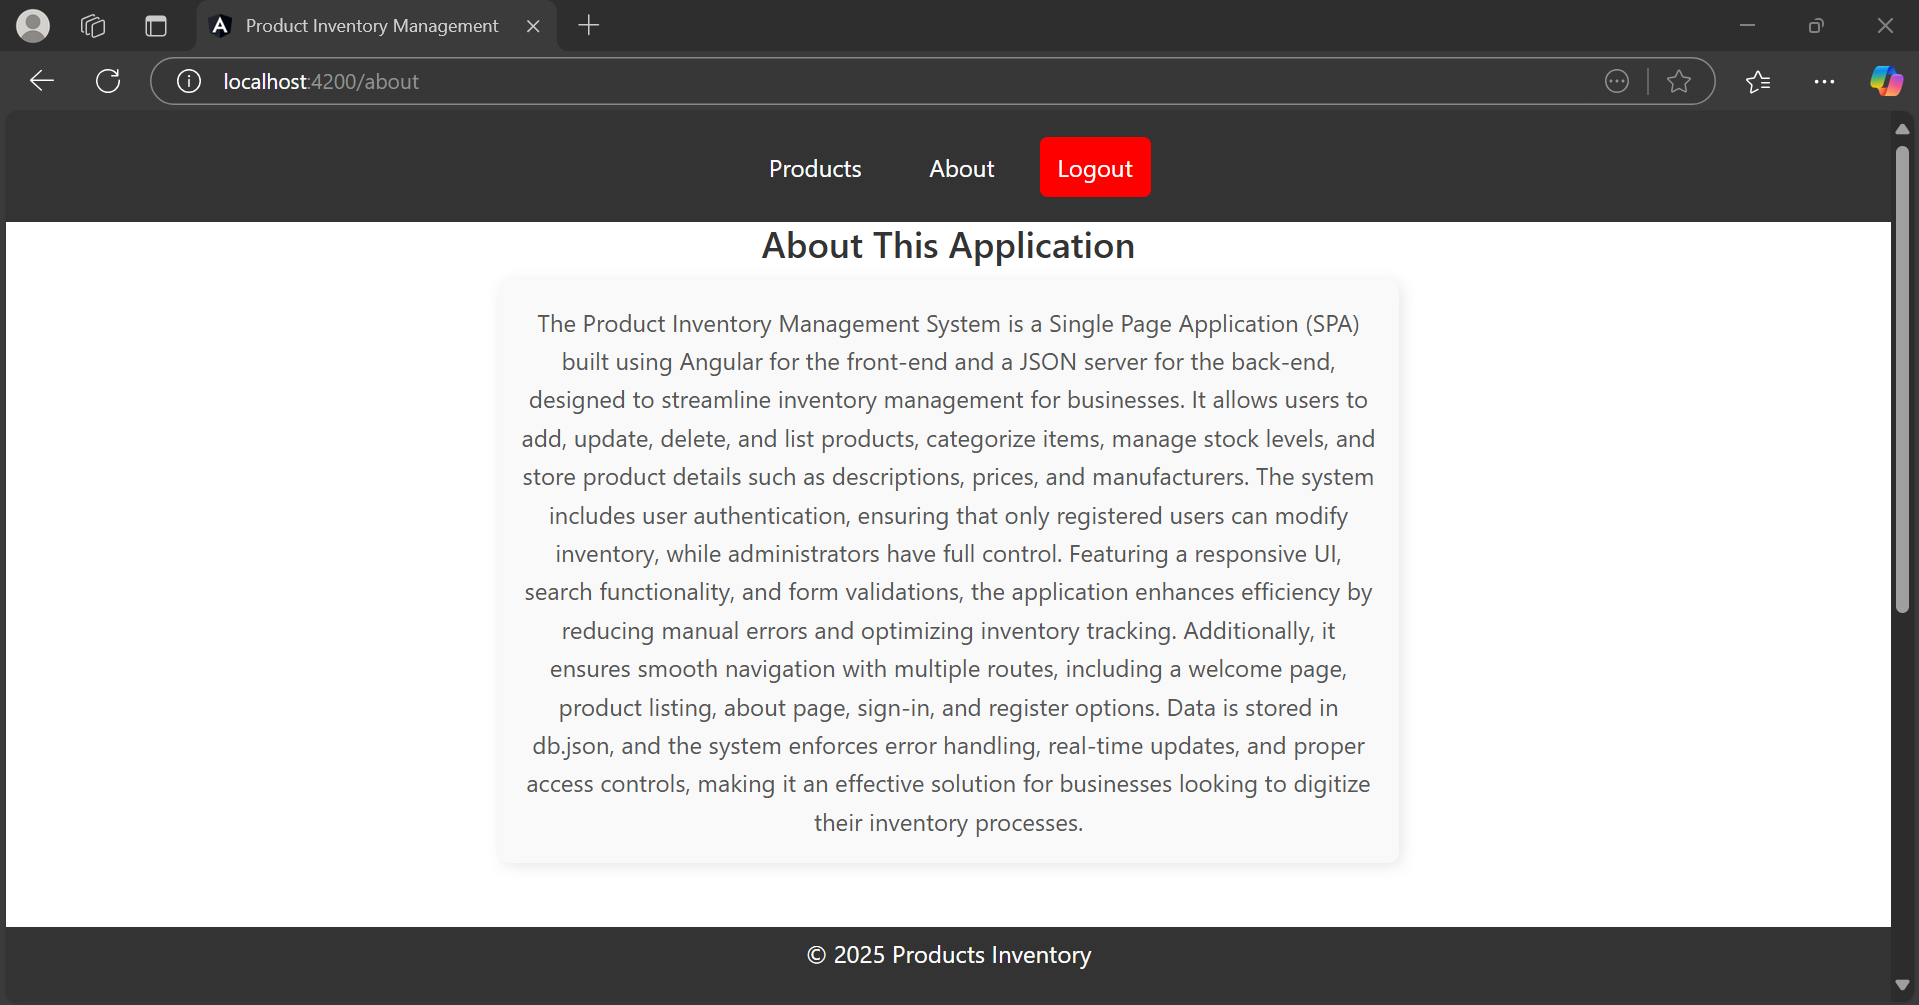 Product Inventory Management
localhost:4200/about
Products About Logout
About This Application
The Product Inventory Management System is a Single Page Application (SPA)
built using Angular for the front-end and a JSON server for the back-end,
designed to streamline inventory management for businesses. It allows users to
add, update, delete, and list products, categorize items, manage stock levels, and
store product details such as descriptions, prices, and manufacturers. The system
includes user authentication, ensuring that only registered users can modify
inventory, while administrators have full control. Featuring a responsive UI,
search functionality, and form validations, the application enhances efficiency by
reducing manual errors and optimizing inventory tracking. Additionally, it
ensures smooth navigation with multiple routes, including a welcome page,
product listing, about page, sign-in, and register options. Data is stored in
db.json, and the system enforces error handling, real-time updates, and proper
access controls, making it an effective solution for businesses looking to digitize
their inventory processes.
© 2025 Products Inventory